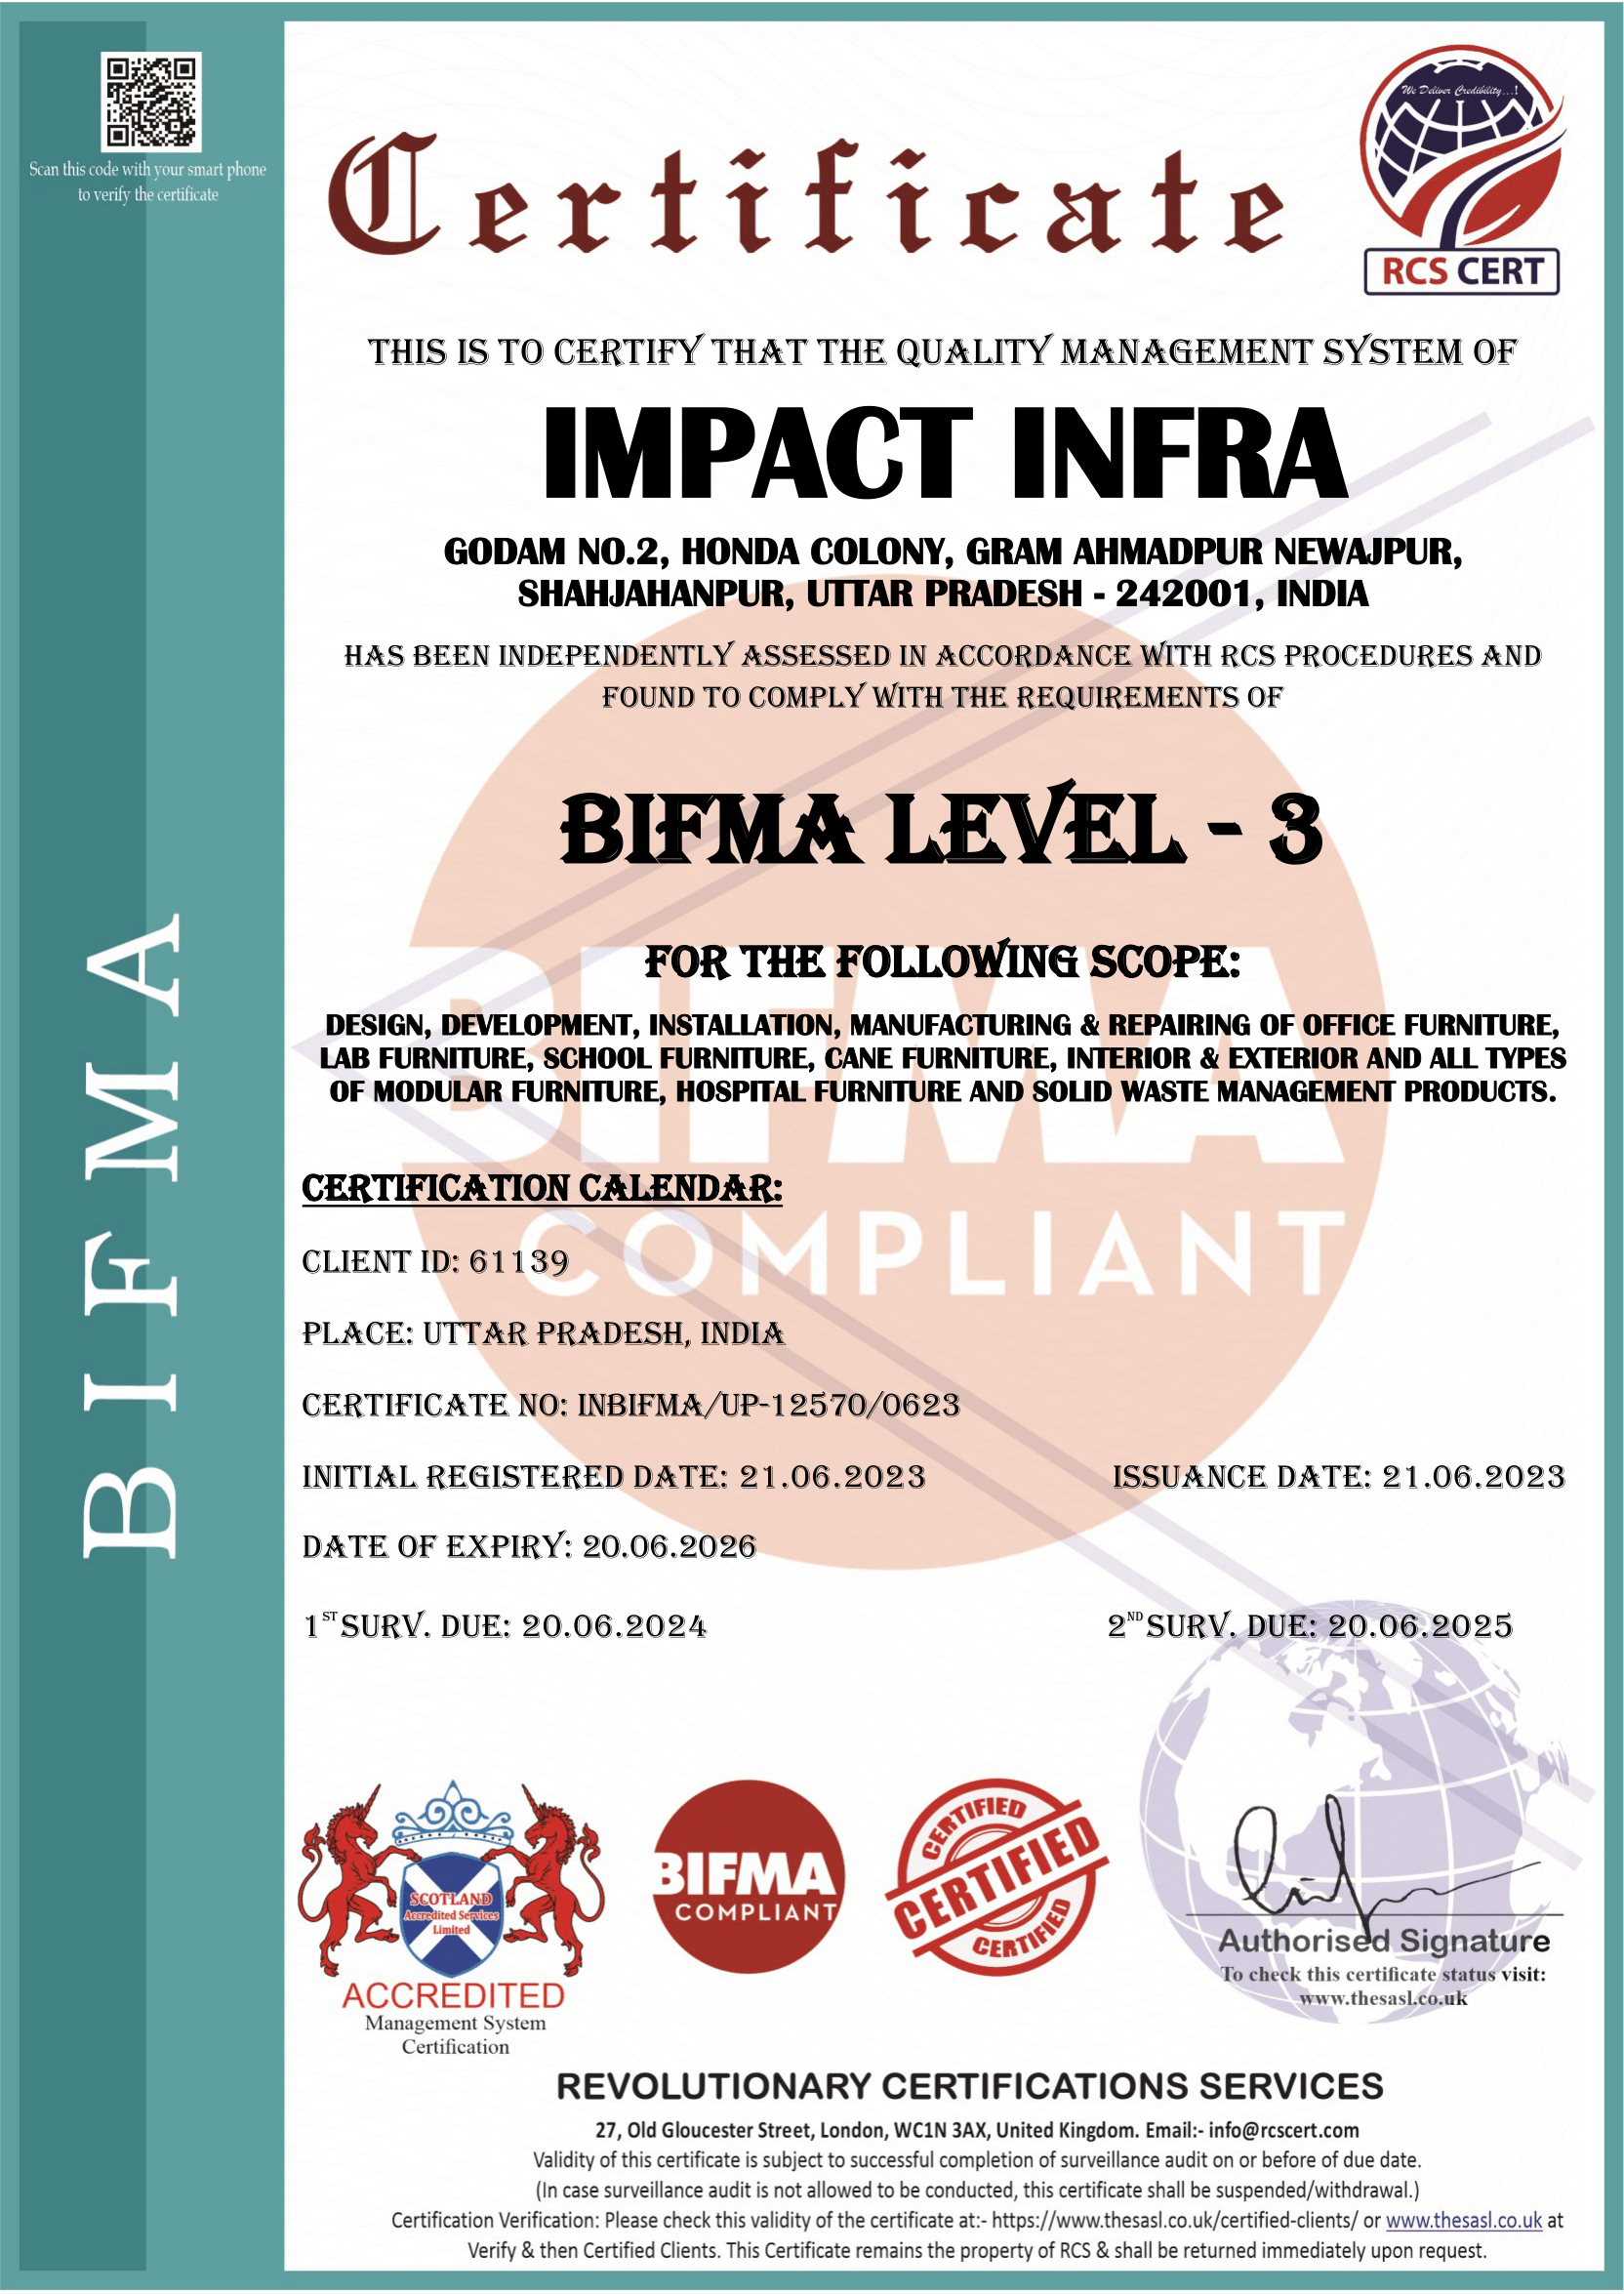 Scan this code with your smart phone
to verify the certificate
Certificate
We Deliver Credibility...!
RCS CERT
THIS IS TO CERTIFY THAT THE QUALITY MANAGEMENT SYSTEM OF
IMPACT INFRA
GODAM NO.2, HONDA COLONY, GRAM AHMADPUR NEWAJPUR,
SHAHJAHANPUR, UTTAR PRADESH - 242001, INDIA
HAS BEEN INDEPENDENTLY ASSESSED IN ACCORDANCE WITH RCS PROCEDURES AND
FOUND TO COMPLY WITH THE REQUIREMENTS OF
BIFMA LEVEL - 3
FOR THE FOLLOWING SCOPE:
DESIGN, DEVELOPMENT, INSTALLATION, MANUFACTURING & REPAIRING OF OFFICE FURNITURE,
LAB FURNITURE, SCHOOL FURNITURE, CANE FURNITURE, INTERIOR & EXTERIOR AND ALL TYPES
OF MODULAR FURNITURE, HOSPITAL FURNITURE AND SOLID WASTE MANAGEMENT PRODUCTS.
BIFMA
COMPLIANT
BIFMA
CERTIFICATION CALENDAR:
CLIENT ID: 61139
PLACE: UTTAR PRADESH, INDIA
CERTIFICATE NO: INBIFMA/UP-12570/0623
INITIAL REGISTERED DATE: 21.06.2023 ISSUANCE DATE: 21.06.2023
DATE OF EXPIRY: 20.06.2026
1ST SURV. DUE: 20.06.2024 2ND SURV. DUE: 20.06.2025
SCOTLAND
Accredited Services
Limited
ACCREDITED
Management System
Certification
BIFMA
COMPLIANT
CERTIFIED
CERTIFIED
CERTIFIED
Authorised Signature
To check this certificate status visit:
www.thesasl.co.uk
REVOLUTIONARY CERTIFICATIONS SERVICES
27, Old Gloucester Street, London, WC1N 3AX, United Kingdom. Email:- info@rcscert.com
Validity of this certificate is subject to successful completion of surveillance audit on or before of due date.
(In case surveillance audit is not allowed to be conducted, this certificate shall be suspended/withdrawal.)
Certification Verification: Please check this validity of the certificate at:- https://www.thesasl.co.uk/certified-clients/ or www.thesasl.co.uk at
Verify & then Certified Clients. This Certificate remains the property of RCS & shall be returned immediately upon request.